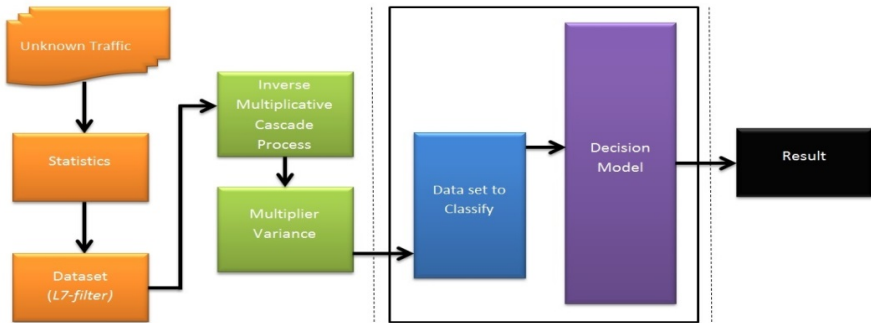 Unknown Traffic
Statistics
Dataset
(L7-filter)
Inverse
Multiplicative
Cascade
Process
Multiplier
Variance
Data set to
Classify
Decision
Model
Result